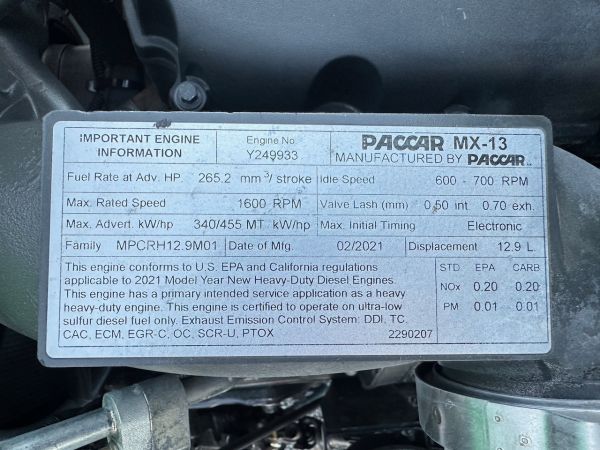 IMPORTANT ENGINE INFORMATION
Engine No. Y249933
PACCAR MX-13
MANUFACTURED BY PACCAR
Fuel Rate at Adv. HP. 265.2 mm³/ stroke
Idle Speed 600 - 700 RPM
Max. Rated Speed 1600 RPM
Valve Lash (mm) 0.50 int 0.70 exh.
Max. Advert. kW/hp 340/455 MT kW/hp
Max. Initial Timing Electronic
Family MPCRH12.9M01
Date of Mfg. 02/2021
Displacement 12.9 L
This engine conforms to U.S. EPA and California regulations
applicable to 2021 Model Year New Heavy-Duty Diesel Engines.
This engine has a primary intended service application as a heavy
heavy-duty engine. This engine is certified to operate on ultra-low
sulfur diesel fuel only. Exhaust Emission Control System: DDI, TC,
CAC, ECM, EGR-C, OC, SCR-U, PTOX 2290207
STD EPA CARB
NOx 0.20 0.20
PM 0.01 0.01